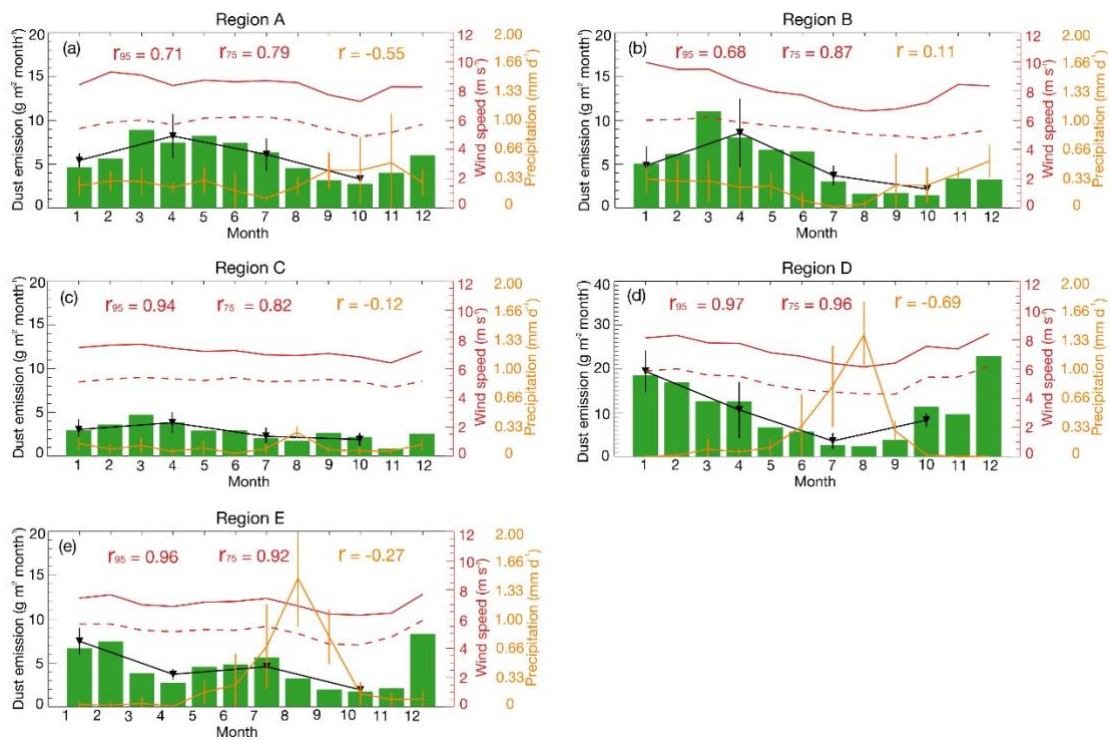 Region A
(a)
r95 = 0.71 r75 = 0.79 r = -0.55
Dust emission (g m² month⁻¹)
20
15
10
5
0
1 2 3 4 5 6 7 8 9 10 11 12
Month
12
10
8
6
4
2
0
Wind speed (m s⁻¹)
2.00
1.66
1.33
1.00
0.66
0.33
0.00
Precipitation (mm d⁻¹)
Region B
(b)
r95 = 0.68 r75 = 0.87 r = 0.11
Dust emission (g m² month⁻¹)
20
15
10
5
0
1 2 3 4 5 6 7 8 9 10 11 12
Month
12
10
8
6
4
2
0
Wind speed (m s⁻¹)
2.00
1.66
1.33
1.00
0.66
0.33
0.00
Precipitation (mm d⁻¹)
Region C
(c)
r95 = 0.94 r75 = 0.82 r = -0.12
Dust emission (g m² month⁻¹)
20
15
10
5
0
1 2 3 4 5 6 7 8 9 10 11 12
Month
12
10
8
6
4
2
0
Wind speed (m s⁻¹)
2.00
1.66
1.33
1.00
0.66
0.33
0.00
Precipitation (mm d⁻¹)
Region D
(d)
r95 = 0.97 r75 = 0.96 r = -0.69
Dust emission (g m² month⁻¹)
40
30
20
10
0
1 2 3 4 5 6 7 8 9 10 11 12
Month
12
10
8
6
4
2
0
Wind speed (m s⁻¹)
2.00
1.66
1.33
1.00
0.66
0.33
0.00
Precipitation (mm d⁻¹)
Region E
(e)
r95 = 0.96 r75 = 0.92 r = -0.27
Dust emission (g m² month⁻¹)
20
15
10
5
0
1 2 3 4 5 6 7 8 9 10 11 12
Month
12
10
8
6
4
2
0
Wind speed (m s⁻¹)
2.00
1.66
1.33
1.00
0.66
0.33
0.00
Precipitation (mm d⁻¹)